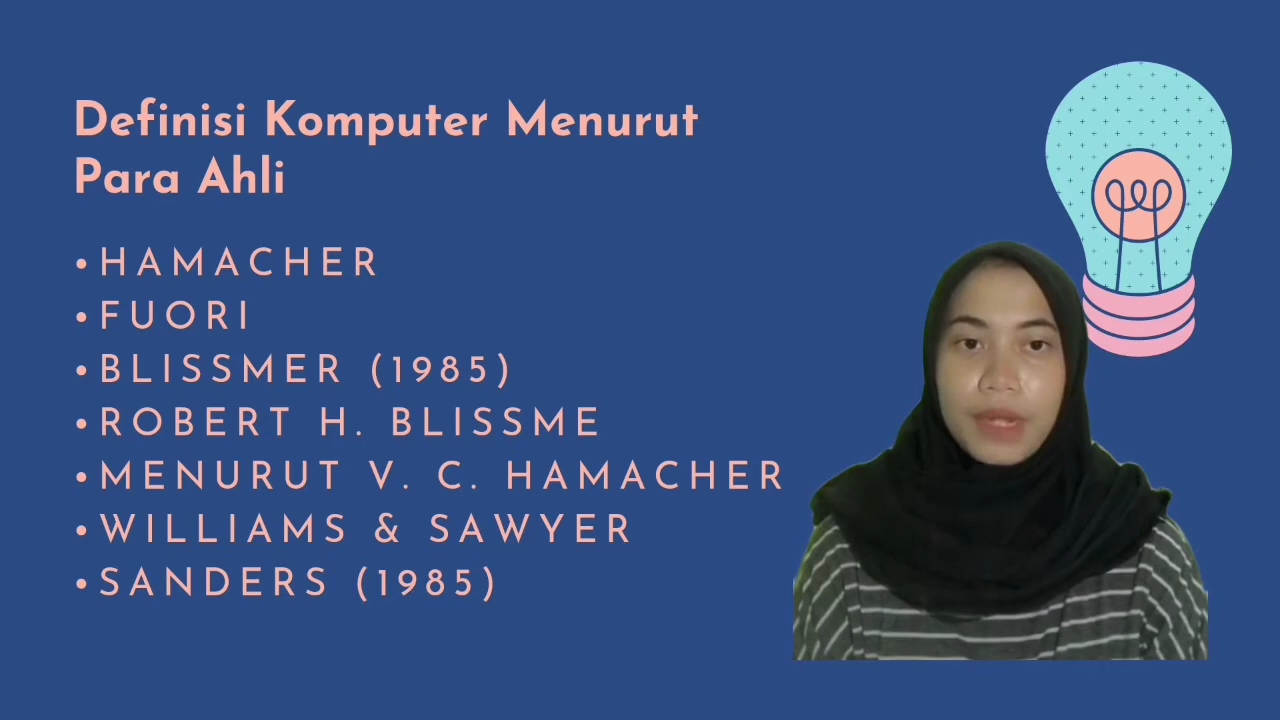 Definisi Komputer Menurut
Para Ahli
• HAMACHER
• FUORI
• BLISSMER (1985)
• ROBERT H. BLISSME
• MENURUT V. C. HAMACHER
• WILLIAMS & SAWYER
• SANDERS (1985)